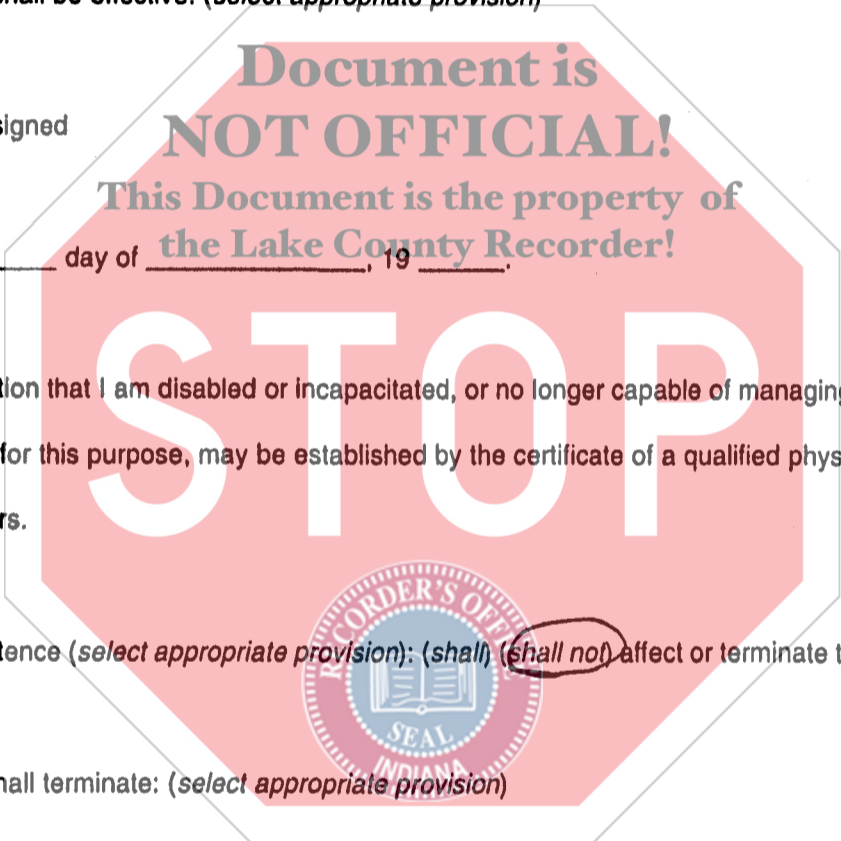 shall be effective: (select appropriate provision)
Document is
signed
NOT OFFICIAL!
This Document is the property of
the Lake County Recorder!
day of , 19 .
STOP
tion that I am disabled or incapacitated, or no longer capable of managing
for this purpose, may be established by the certificate of a qualified phys
rs.
RECORDER'S OFFICE
tence (select appropriate provision): (shall) (shall not) affect or terminate t
SEAL
INDIANA
hall terminate: (select appropriate provision)